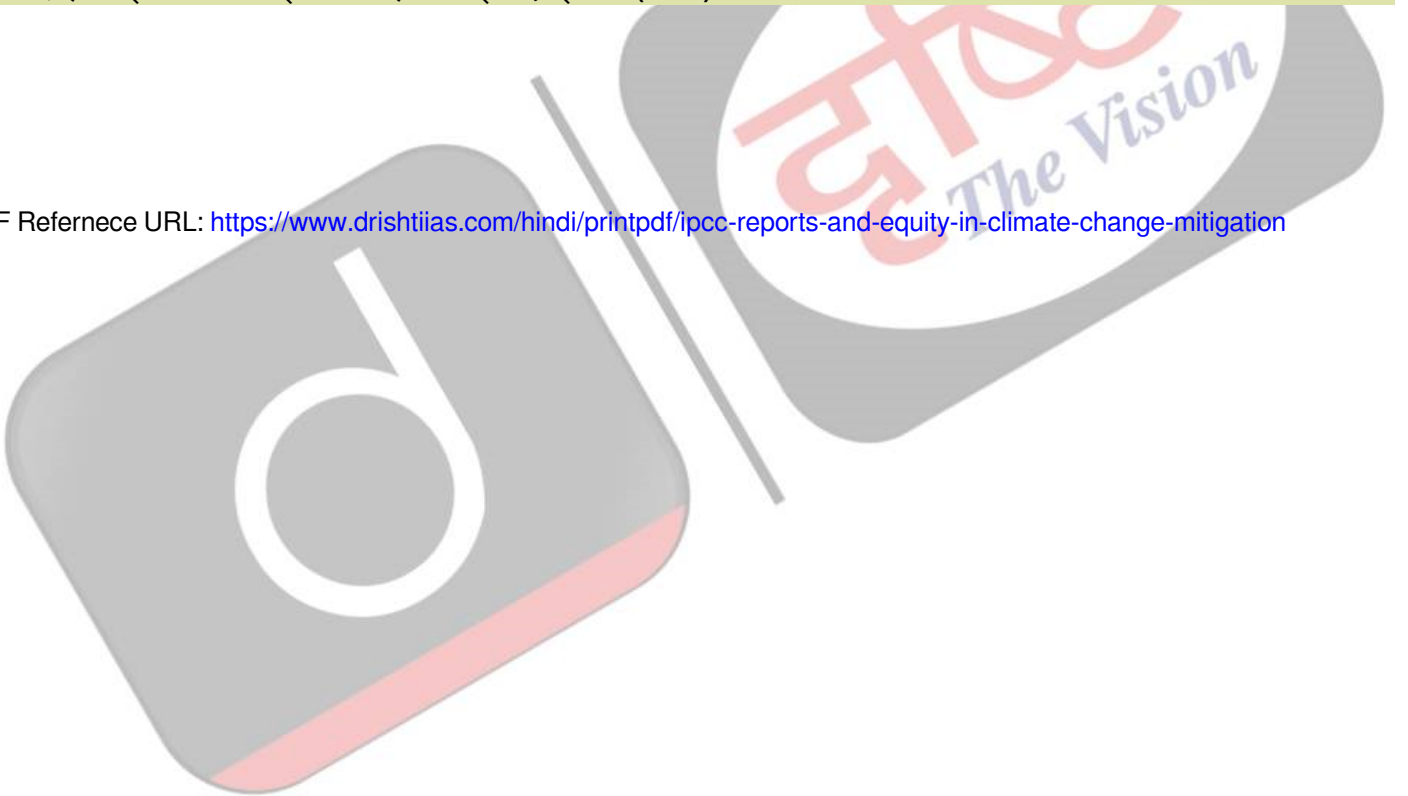 दृष्टि
The Vision
F Refernece URL: https://www.drishtiias.com/hindi/printpdf/ipcc-reports-and-equity-in-climate-change-mitigation
d